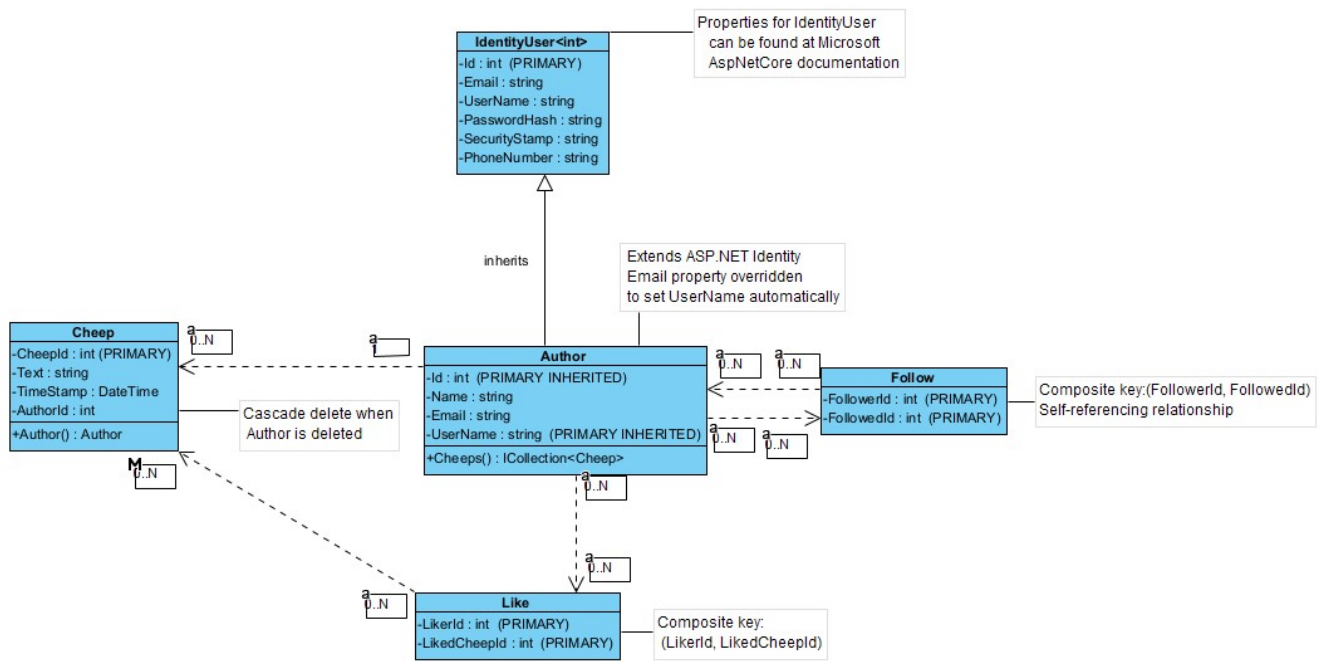 IdentityUser<int>
-Id : int (PRIMARY)
-Email : string
-UserName : string
-PasswordHash : string
-SecurityStamp : string
-PhoneNumber : string
Properties for IdentityUser
can be found at Microsoft
AspNetCore documentation
inherits
Extends ASP.NET Identity
Email property overridden
to set UserName automatically
Cheep
-CheepId : int (PRIMARY)
-Text : string
-TimeStamp : DateTime
-AuthorId : int
+Author() : Author
a
0..N
a
1
Cascade delete when
Author is deleted
Author
-Id : int (PRIMARY INHERITED)
-Name : string
-Email : string
-UserName : string (PRIMARY INHERITED)
+Cheeps() : ICollection<Cheep>
a
0..N
a
0..N
a
0..N
a
0..N
Follow
-FollowerId : int (PRIMARY)
-FollowedId : int (PRIMARY)
Composite key:(FollowerId, FollowedId)
Self-referencing relationship
M
0..N
a
0..N
a
0..N
a
0..N
Like
-LikerId : int (PRIMARY)
-LikedCheepId : int (PRIMARY)
Composite key:
(LikerId, LikedCheepId)